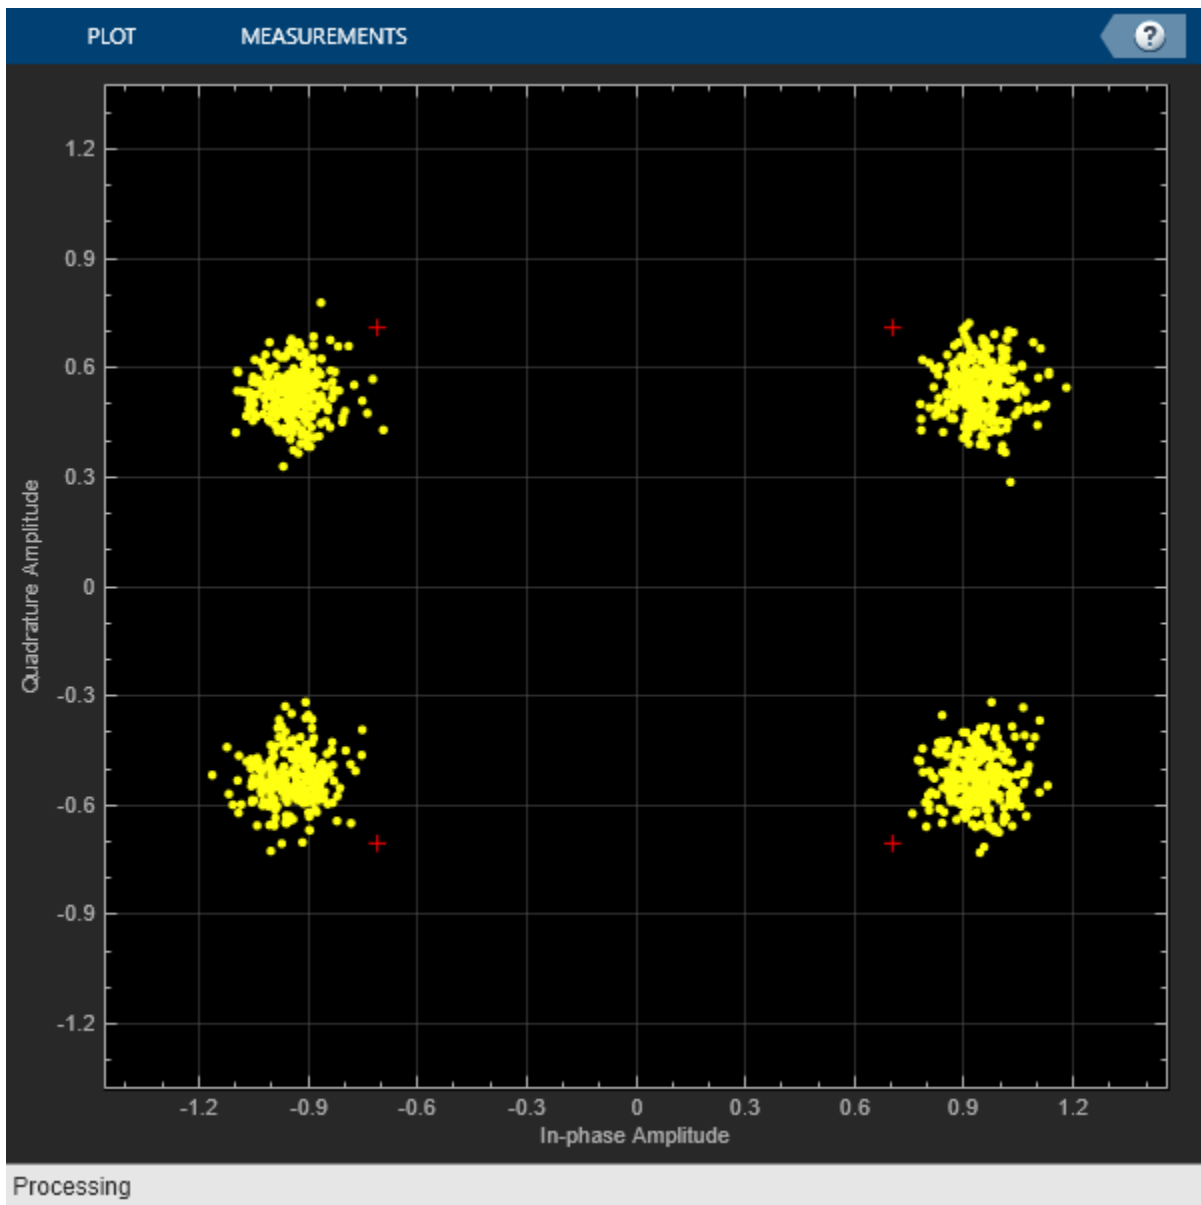 PLOT MEASUREMENTS ?
1.2
0.9
0.6
0.3
0
-0.3
-0.6
-0.9
-1.2
Quadrature Amplitude
-1.2 -0.9 -0.6 -0.3 0 0.3 0.6 0.9 1.2
In-phase Amplitude
Processing